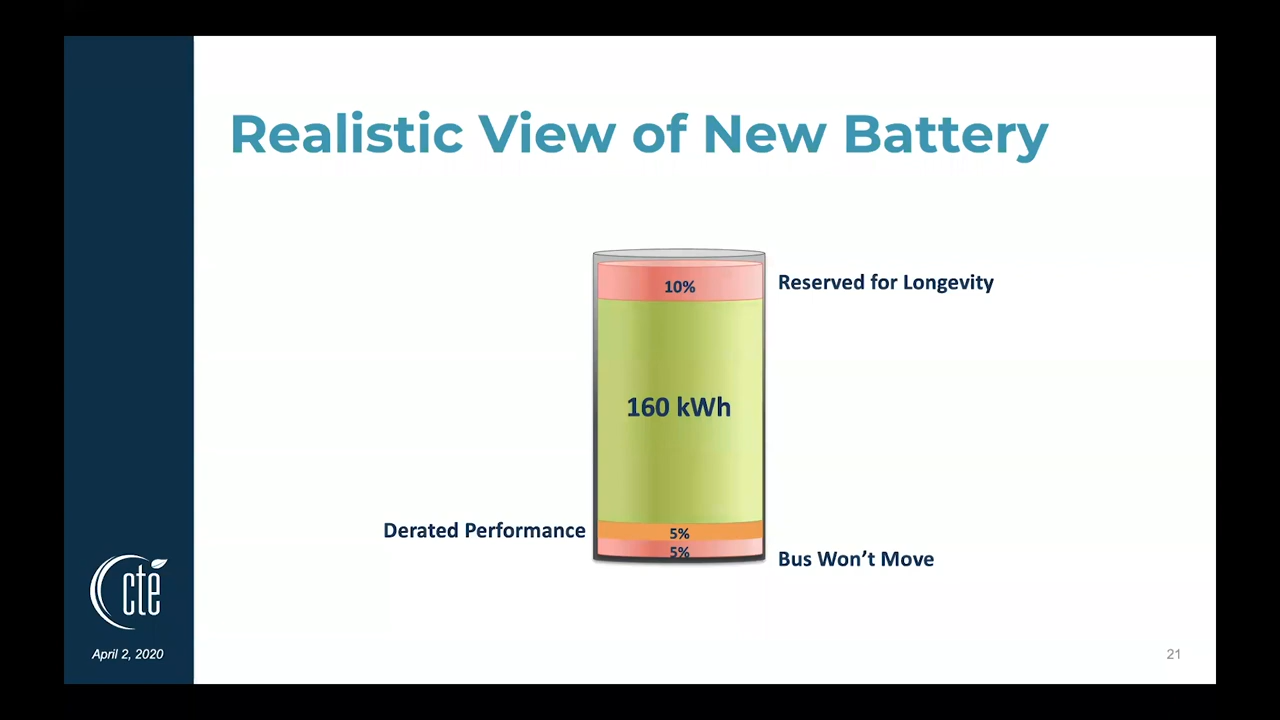 Realistic View of New Battery
10%
Reserved for Longevity
160 kWh
Derated Performance
5%
5%
Bus Won't Move
cte
April 2, 2020
21